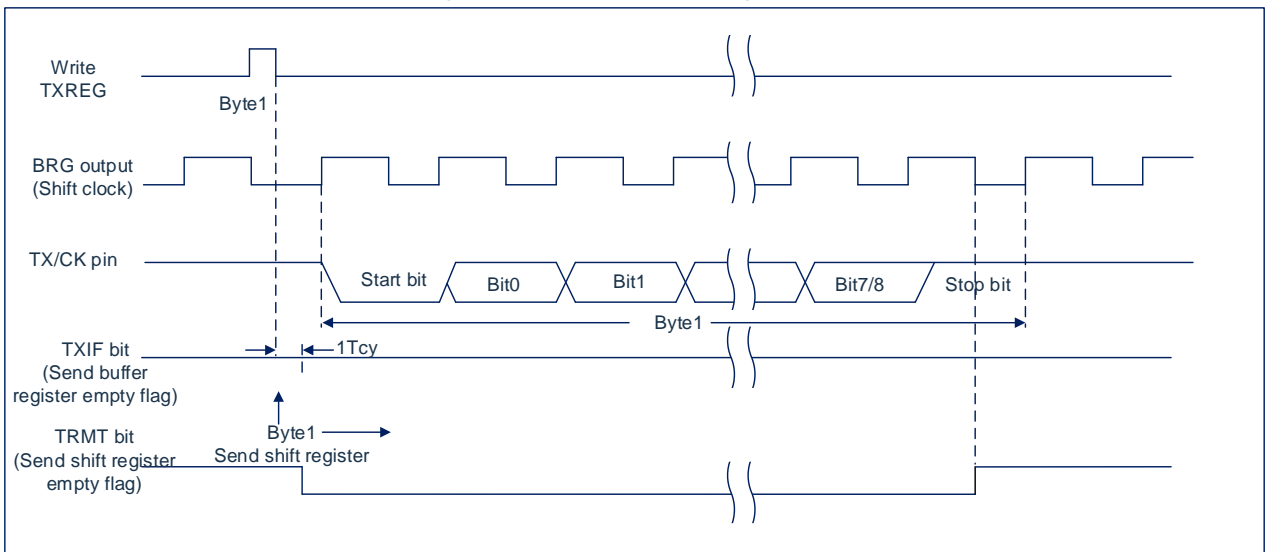 Write
TXREG
Byte1
BRG output
(Shift clock)
TX/CK pin
Start bit
Bit0
Bit1
Bit7/8
Stop bit
Byte1
TXIF bit
(Send buffer
register empty flag)
1Tcy
TRMT bit
(Send shift register
empty flag)
Byte1
Send shift register